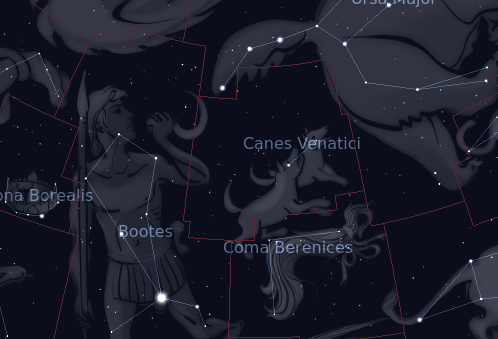 Ursa Major
Canes Venatici
ona Borealis
Bootes
Coma Berenices